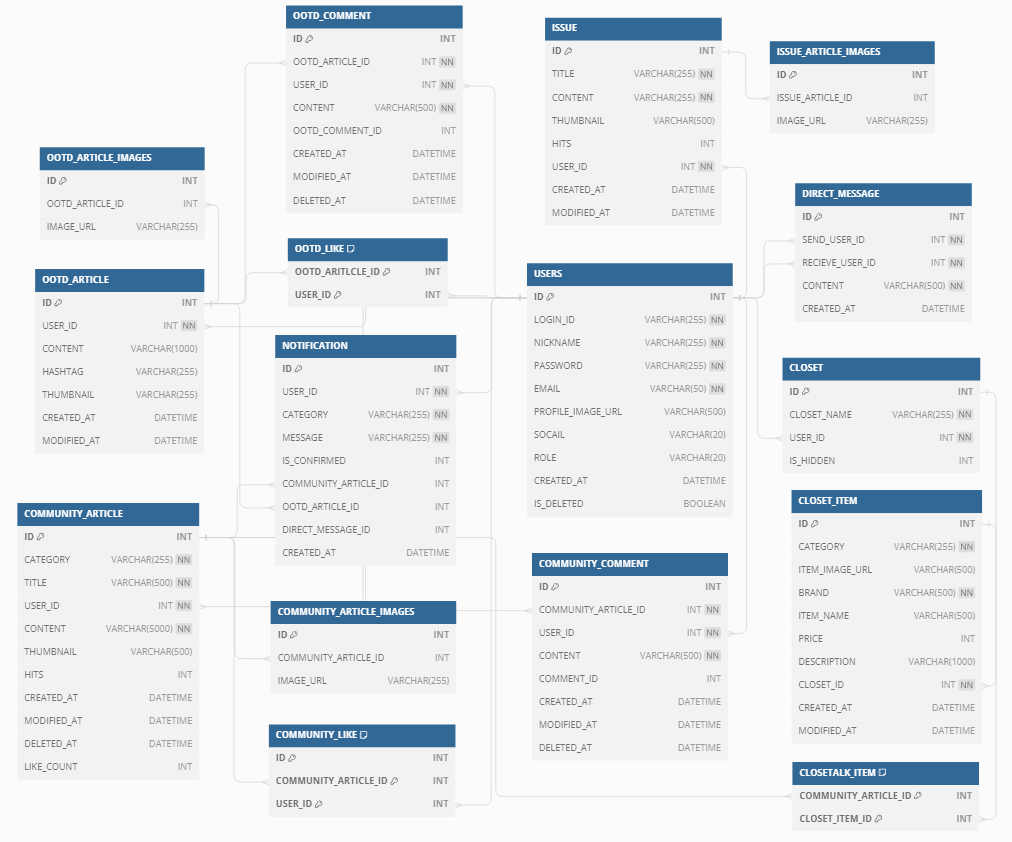 OOTD_COMMENT
ID INT
OOTD_ARTICLE_ID INT NN
USER_ID INT NN
CONTENT VARCHAR(500) NN
OOTD_COMMENT_ID INT
CREATED_AT DATETIME
MODIFIED_AT DATETIME
DELETED_AT DATETIME
ISSUE
ID INT
TITLE VARCHAR(255) NN
CONTENT VARCHAR(255) NN
THUMBNAIL VARCHAR(500)
HITS INT
USER_ID INT NN
CREATED_AT DATETIME
MODIFIED_AT DATETIME
ISSUE_ARTICLE_IMAGES
ID INT
ISSUE_ARTICLE_ID INT
IMAGE_URL VARCHAR(255)
OOTD_ARTICLE_IMAGES
ID INT
OOTD_ARTICLE_ID INT
IMAGE_URL VARCHAR(255)
DIRECT_MESSAGE
ID INT
SEND_USER_ID INT NN
RECIEVE_USER_ID INT NN
CONTENT VARCHAR(500) NN
CREATED_AT DATETIME
OOTD_LIKE
OOTD_ARITLCLE_ID INT
USER_ID INT
OOTD_ARTICLE
ID INT
USER_ID INT NN
CONTENT VARCHAR(1000)
HASHTAG VARCHAR(255)
THUMBNAIL VARCHAR(255)
CREATED_AT DATETIME
MODIFIED_AT DATETIME
USERS
ID INT
LOGIN_ID VARCHAR(255) NN
NICKNAME VARCHAR(255) NN
PASSWORD VARCHAR(255) NN
EMAIL VARCHAR(50) NN
PROFILE_IMAGE_URL VARCHAR(500)
SOCAIL VARCHAR(20)
ROLE VARCHAR(20)
CREATED_AT DATETIME
IS_DELETED BOOLEAN
NOTIFICATION
ID INT
USER_ID INT NN
CATEGORY VARCHAR(255) NN
MESSAGE VARCHAR(255) NN
IS_CONFIRMED INT
COMMUNITY_ARTICLE_ID INT
OOTD_ARTICLE_ID INT
DIRECT_MESSAGE_ID INT
CREATED_AT DATETIME
CLOSET
ID INT
CLOSET_NAME VARCHAR(255) NN
USER_ID INT NN
IS_HIDDEN INT
CLOSET_ITEM
ID INT
CATEGORY VARCHAR(255) NN
ITEM_IMAGE_URL VARCHAR(500)
BRAND VARCHAR(500) NN
ITEM_NAME VARCHAR(500)
PRICE INT
DESCRIPTION VARCHAR(1000)
CLOSET_ID INT NN
CREATED_AT DATETIME
MODIFIED_AT DATETIME
COMMUNITY_ARTICLE
ID INT
CATEGORY VARCHAR(255) NN
TITLE VARCHAR(500) NN
USER_ID INT NN
CONTENT VARCHAR(5000) NN
THUMBNAIL VARCHAR(500)
HITS INT
CREATED_AT DATETIME
MODIFIED_AT DATETIME
DELETED_AT DATETIME
LIKE_COUNT INT
COMMUNITY_COMMENT
ID INT
COMMUNITY_ARTICLE_ID INT NN
USER_ID INT NN
CONTENT VARCHAR(500) NN
COMMENT_ID INT
CREATED_AT DATETIME
MODIFIED_AT DATETIME
DELETED_AT DATETIME
COMMUNITY_ARTICLE_IMAGES
ID INT
COMMUNITY_ARTICLE_ID INT
IMAGE_URL VARCHAR(255)
COMMUNITY_LIKE
ID INT
COMMUNITY_ARTICLE_ID INT
USER_ID INT
CLOSETALK_ITEM
COMMUNITY_ARTICLE_ID INT
CLOSET_ITEM_ID INT